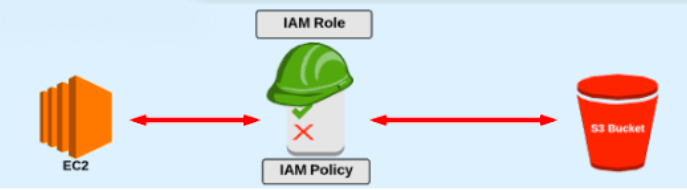 IAM Role
EC2
S3 Bucket
IAM Policy